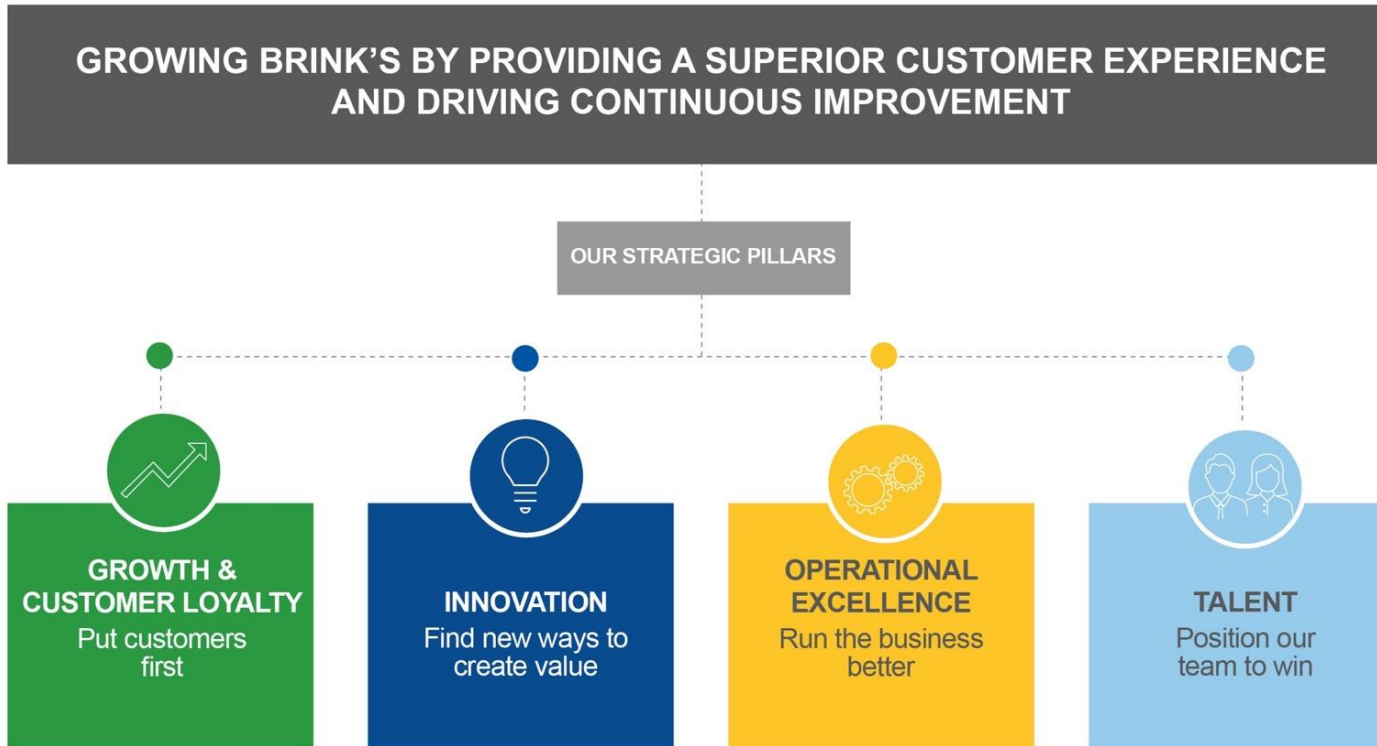 GROWING BRINK'S BY PROVIDING A SUPERIOR CUSTOMER EXPERIENCE
AND DRIVING CONTINUOUS IMPROVEMENT
OUR STRATEGIC PILLARS
GROWTH &
CUSTOMER LOYALTY
Put customers
first
INNOVATION
Find new ways to
create value
OPERATIONAL
EXCELLENCE
Run the business
better
TALENT
Position our
team to win